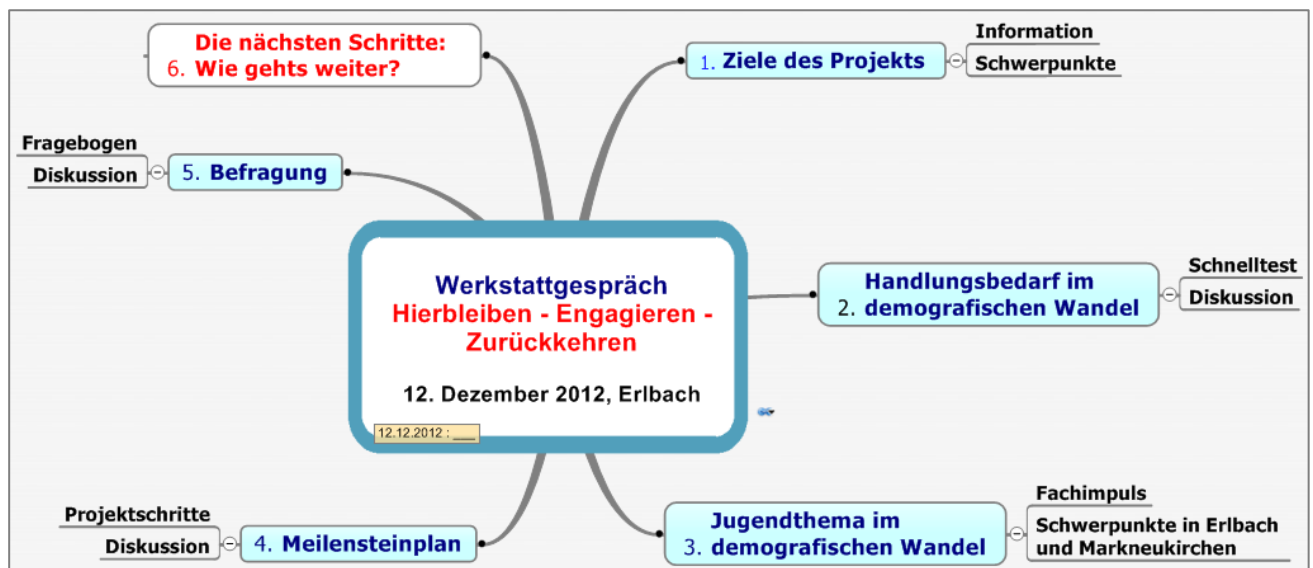 Werkstattgespräch
Hierbleiben - Engagieren -
Zurückkehren
12. Dezember 2012, Erlbach
12.12.2012 : ___
1. Ziele des Projekts
Information
Schwerpunkte
Handlungsbedarf im
2. demografischen Wandel
Schnelltest
Diskussion
Jugendthema im
3. demografischen Wandel
Fachimpuls
Schwerpunkte in Erlbach
und Markneukirchen
4. Meilensteinplan
Projektschritte
Diskussion
5. Befragung
Fragebogen
Diskussion
Die nächsten Schritte:
6. Wie gehts weiter?